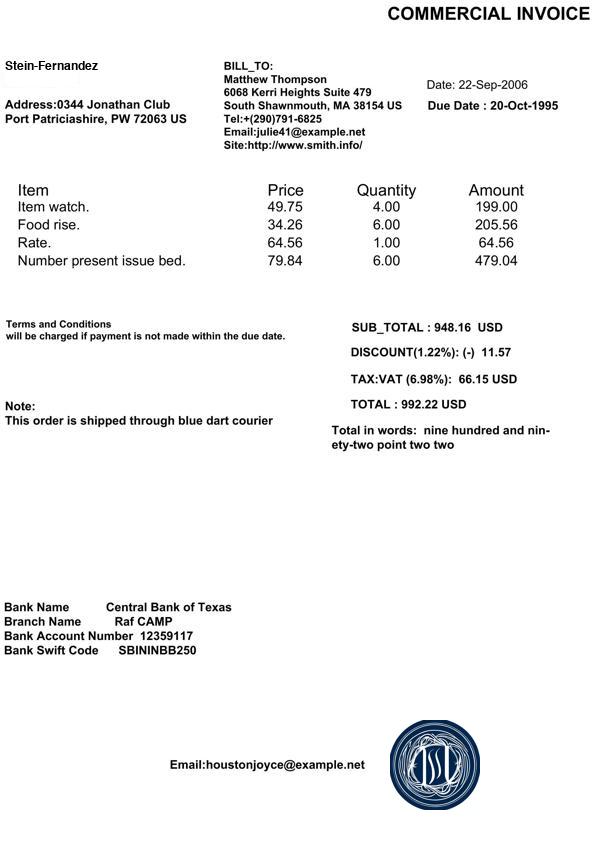 COMMERCIAL INVOICE
Stein-Fernandez
Address:0344 Jonathan Club
Port Patriciashire, PW 72063 US
BILL_TO:
Matthew Thompson
6068 Kerri Heights Suite 479
South Shawnmouth, MA 38154 US
Tel:+(290)791-6825
Email:julie41@example.net
Site:http://www.smith.info/
Date: 22-Sep-2006
Due Date : 20-Oct-1995
Item Price Quantity Amount
Item watch. 49.75 4.00 199.00
Food rise. 34.26 6.00 205.56
Rate. 64.56 1.00 64.56
Number present issue bed. 79.84 6.00 479.04
Terms and Conditions
will be charged if payment is not made within the due date.
SUB_TOTAL : 948.16 USD
DISCOUNT(1.22%): (-) 11.57
TAX:VAT (6.98%): 66.15 USD
TOTAL : 992.22 USD
Note:
This order is shipped through blue dart courier
Total in words: nine hundred and nin-
ety-two point two two
Bank Name Central Bank of Texas
Branch Name Raf CAMP
Bank Account Number 12359117
Bank Swift Code SBININBB250
Email:houstonjoyce@example.net